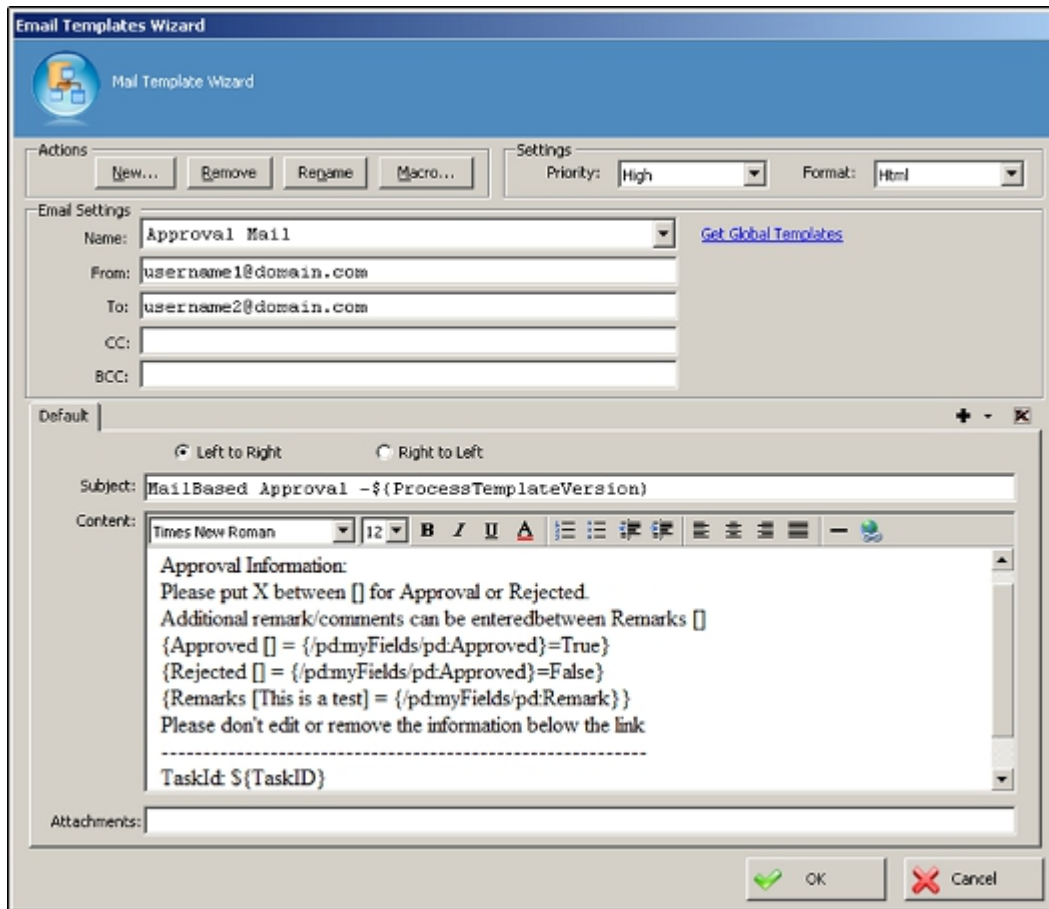 Email Templates Wizard
Mail Template Wizard
Actions
New... Remove Rename Macro...
Settings
Priority: High Format: Html
Email Settings
Name: Approval Mail Get Global Templates
From: username1@domain.com
To: username2@domain.com
CC:
BCC:
Default
Left to Right Right to Left
Subject: MailBased Approval -${ProcessTemplateVersion}
Content: Times New Roman 12 B I U A
Approval Information:
Please put X between [] for Approval or Rejected.
Additional remark/comments can be enteredbetween Remarks []
{Approved [] = {/pd:myFields/pd:Approved}=True}
{Rejected [] = {/pd:myFields/pd:Approved}=False}
{Remarks [This is a test] = {/pd:myFields/pd:Remark}}
Please don't edit or remove the information below the link
----------------------------------------------------------
TaskId: ${TaskID}
Attachments:
OK Cancel